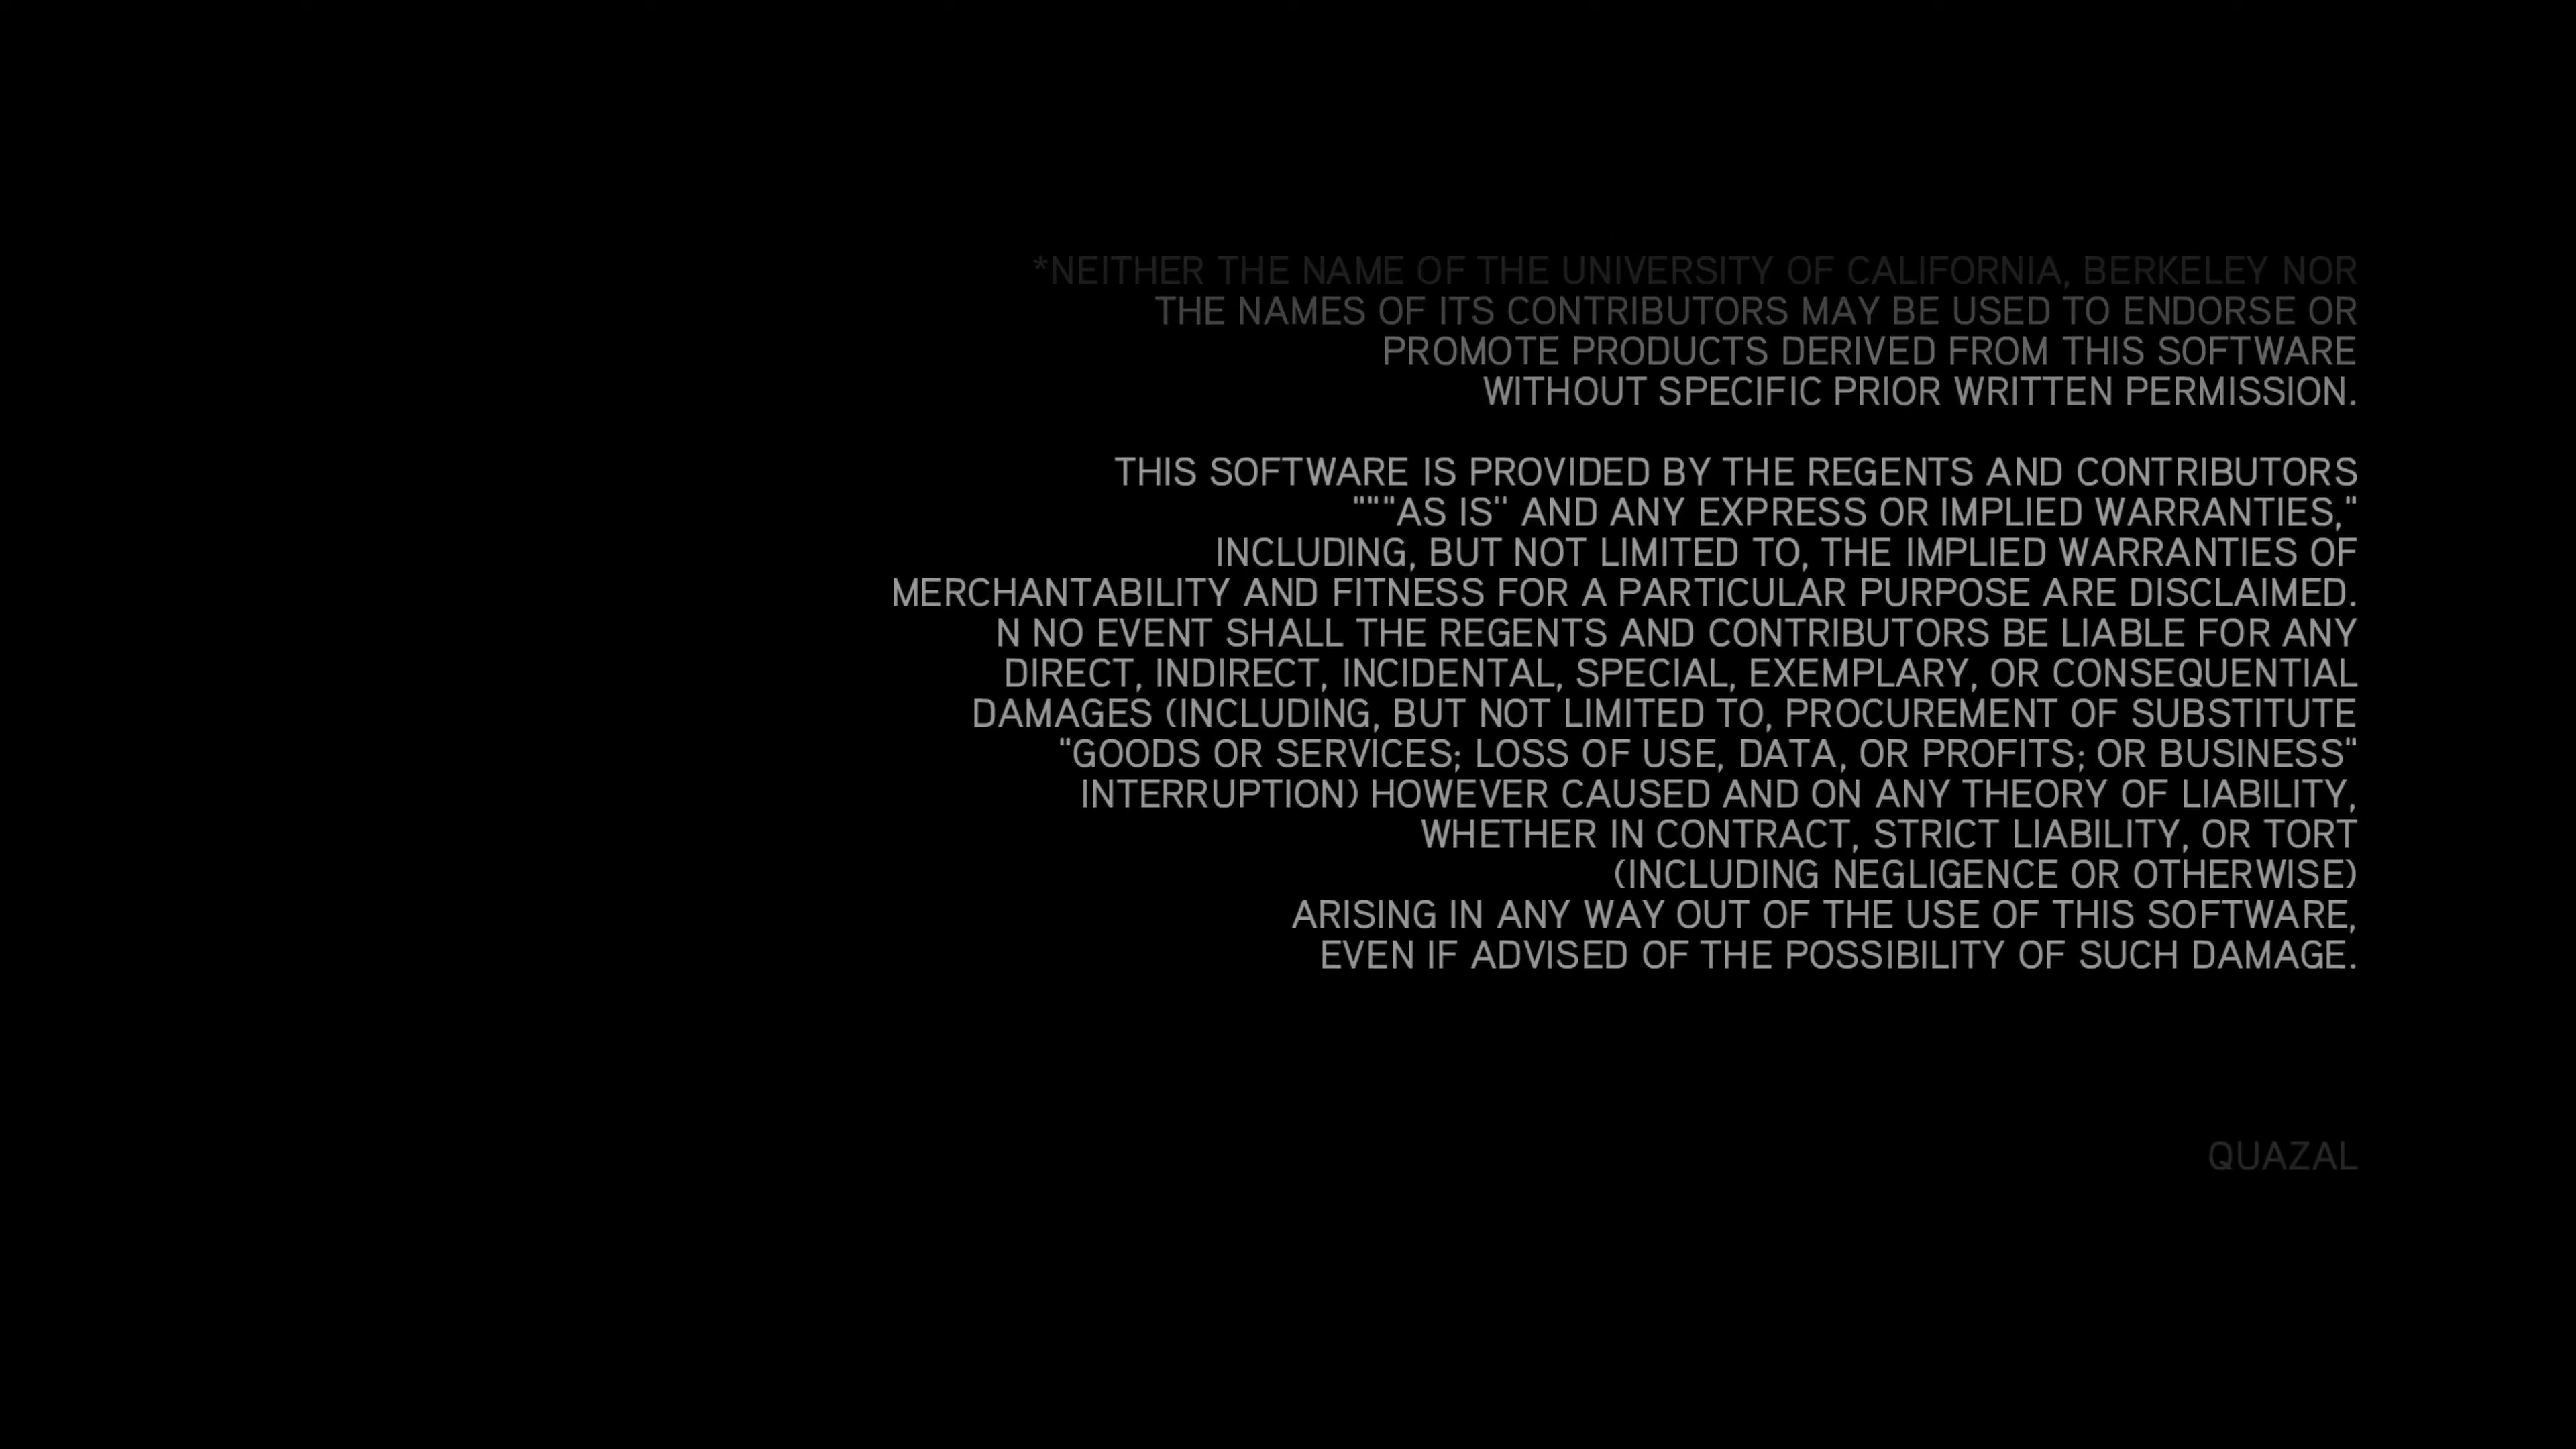 *NEITHER THE NAME OF THE UNIVERSITY OF CALIFORNIA, BERKELEY NOR
THE NAMES OF ITS CONTRIBUTORS MAY BE USED TO ENDORSE OR
PROMOTE PRODUCTS DERIVED FROM THIS SOFTWARE
WITHOUT SPECIFIC PRIOR WRITTEN PERMISSION.
THIS SOFTWARE IS PROVIDED BY THE REGENTS AND CONTRIBUTORS
"""AS IS'' AND ANY EXPRESS OR IMPLIED WARRANTIES,"
INCLUDING, BUT NOT LIMITED TO, THE IMPLIED WARRANTIES OF
MERCHANTABILITY AND FITNESS FOR A PARTICULAR PURPOSE ARE DISCLAIMED.
N NO EVENT SHALL THE REGENTS AND CONTRIBUTORS BE LIABLE FOR ANY
DIRECT, INDIRECT, INCIDENTAL, SPECIAL, EXEMPLARY, OR CONSEQUENTIAL
DAMAGES (INCLUDING, BUT NOT LIMITED TO, PROCUREMENT OF SUBSTITUTE
"GOODS OR SERVICES; LOSS OF USE, DATA, OR PROFITS; OR BUSINESS"
INTERRUPTION) HOWEVER CAUSED AND ON ANY THEORY OF LIABILITY,
WHETHER IN CONTRACT, STRICT LIABILITY, OR TORT
(INCLUDING NEGLIGENCE OR OTHERWISE)
ARISING IN ANY WAY OUT OF THE USE OF THIS SOFTWARE,
EVEN IF ADVISED OF THE POSSIBILITY OF SUCH DAMAGE.
QUAZAL